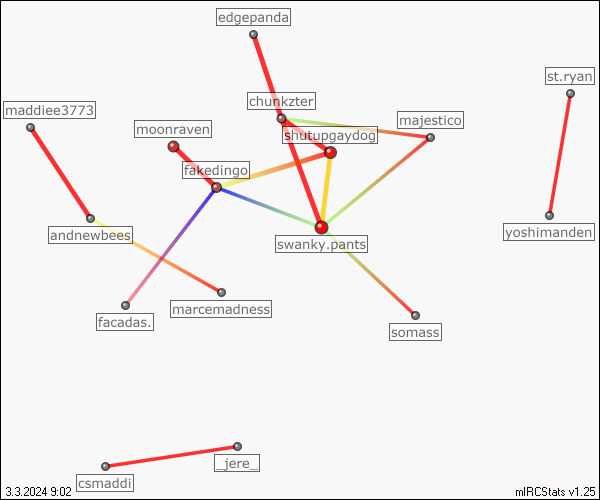 edgepanda
st.ryan
maddiee3773
chunkzter
majestico
moonraven
shutupgaydog
fakedingo
andnewbees
yoshimanden
swanky.pants
marcemadness
facadas.
somass
_jere_
csmaddi
3.3.2024 9:02
mIRCStats v1.25